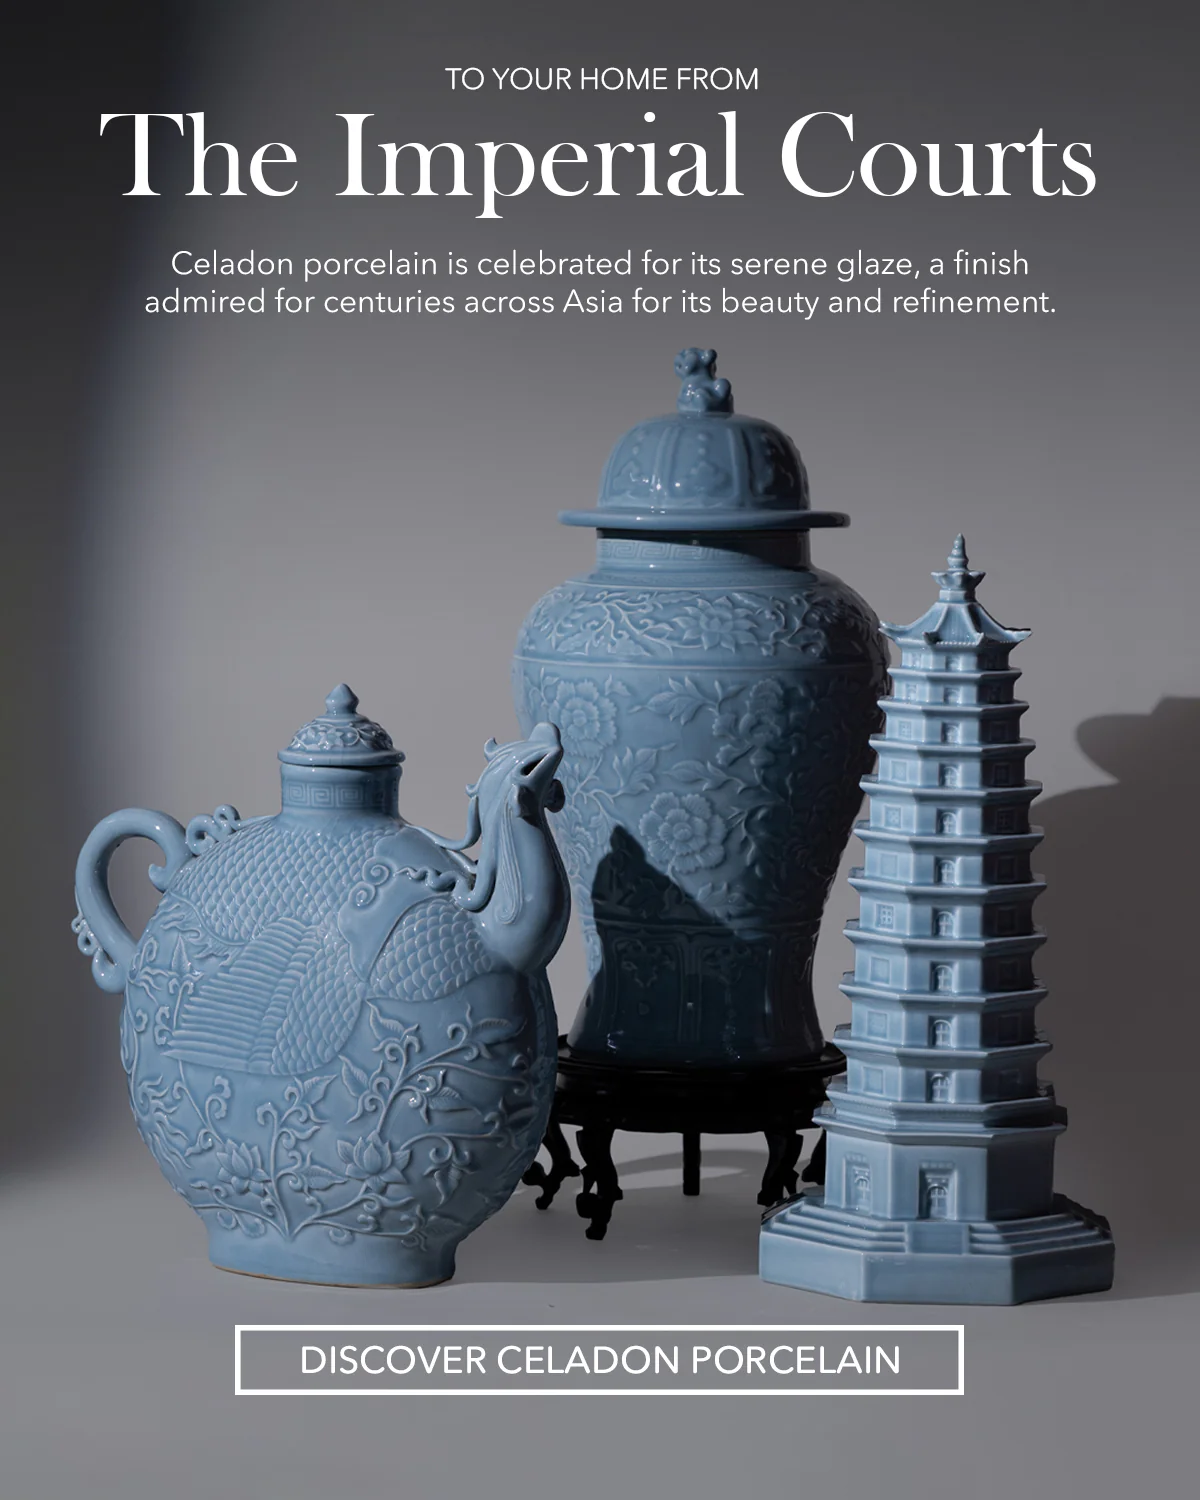 TO YOUR HOME FROM
The Imperial Courts
Celadon porcelain is celebrated for its serene glaze, a finish
admired for centuries across Asia for its beauty and refinement.
DISCOVER CELADON PORCELAIN